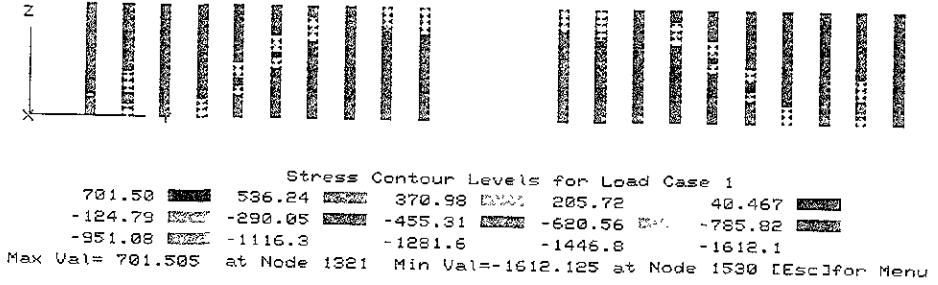 Z
X Y
Stress Contour Levels for Load Case 1
701.50 536.24 370.98 205.72 40.467
-124.79 -290.05 -455.31 -620.56 -785.82
-951.08 -1116.3 -1281.6 -1446.8 -1612.1
Max Val= 701.505 at Node 1321 Min Val=-1612.125 at Node 1530 [Esc]for Menu